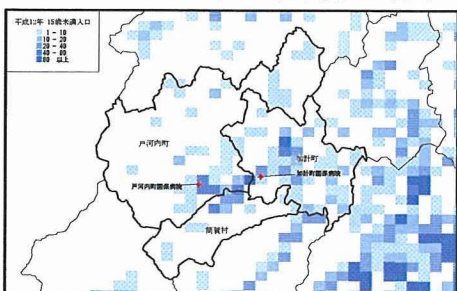 平成12年 15歳未満人口
1 - 10
10 - 20
20 - 40
40 - 80
80 以上
戸河内町
加計町
加計町国保病院
戸河内町国保病院
筒賀村